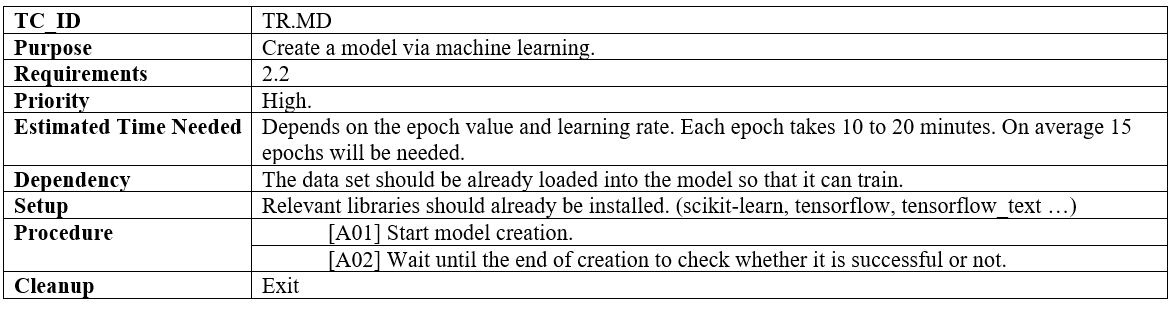 TC_ID TR.MD
Purpose Create a model via machine learning.
Requirements 2.2
Priority High.
Estimated Time Needed Depends on the epoch value and learning rate. Each epoch takes 10 to 20 minutes. On average 15
epochs will be needed.
Dependency The data set should be already loaded into the model so that it can train.
Setup Relevant libraries should already be installed. (scikit-learn, tensorflow, tensorflow_text …)
Procedure [A01] Start model creation.
[A02] Wait until the end of creation to check whether it is successful or not.
Cleanup Exit